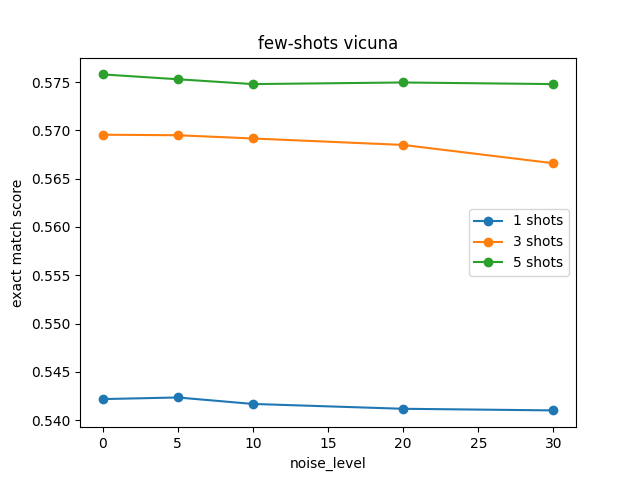 few-shots vicuna
exact match score
0.575
0.570
0.565
0.560
0.555
0.550
0.545
0.540
1 shots
3 shots
5 shots
0 5 10 15 20 25 30
noise_level